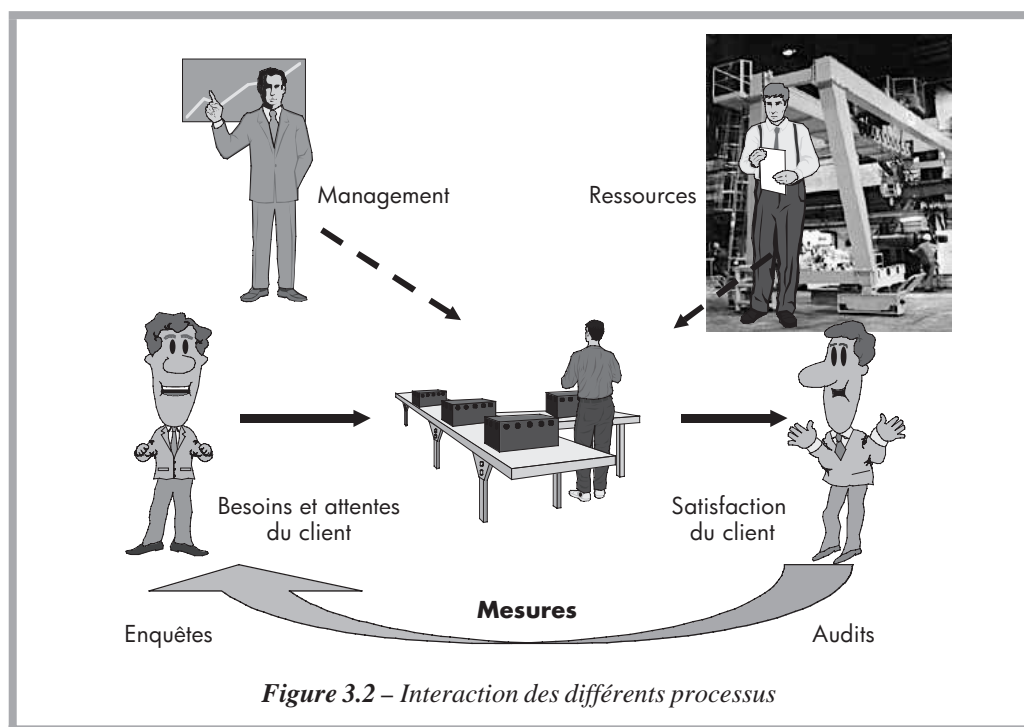 Management
Ressources
Besoins et attentes
du client
Satisfaction
du client
Mesures
Enquêtes
Audits
Figure 3.2 – Interaction des différents processus